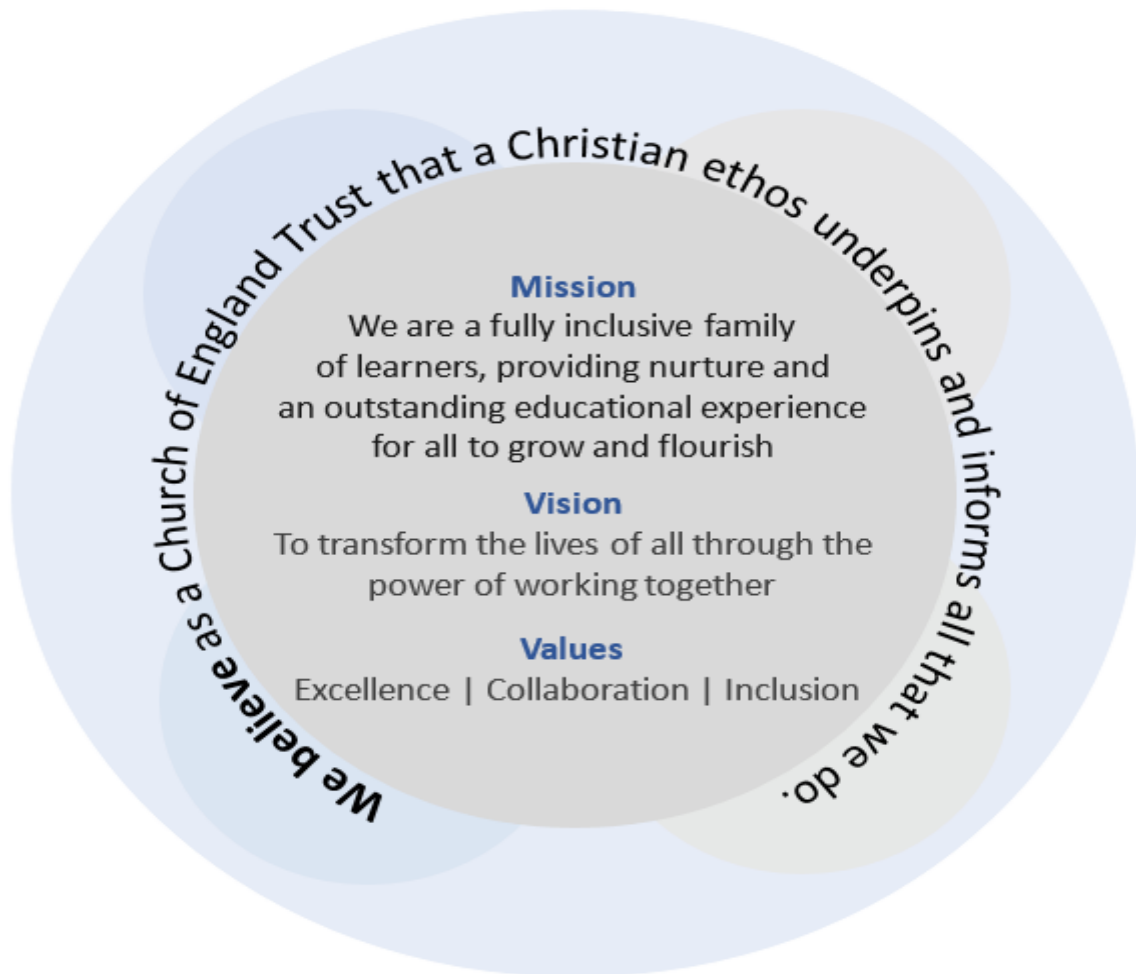 We believe as a Church of England Trust that a Christian ethos underpins and informs all that we do.
Mission
We are a fully inclusive family
of learners, providing nurture and
an outstanding educational experience
for all to grow and flourish
Vision
To transform the lives of all through the
power of working together
Values
Excellence | Collaboration | Inclusion